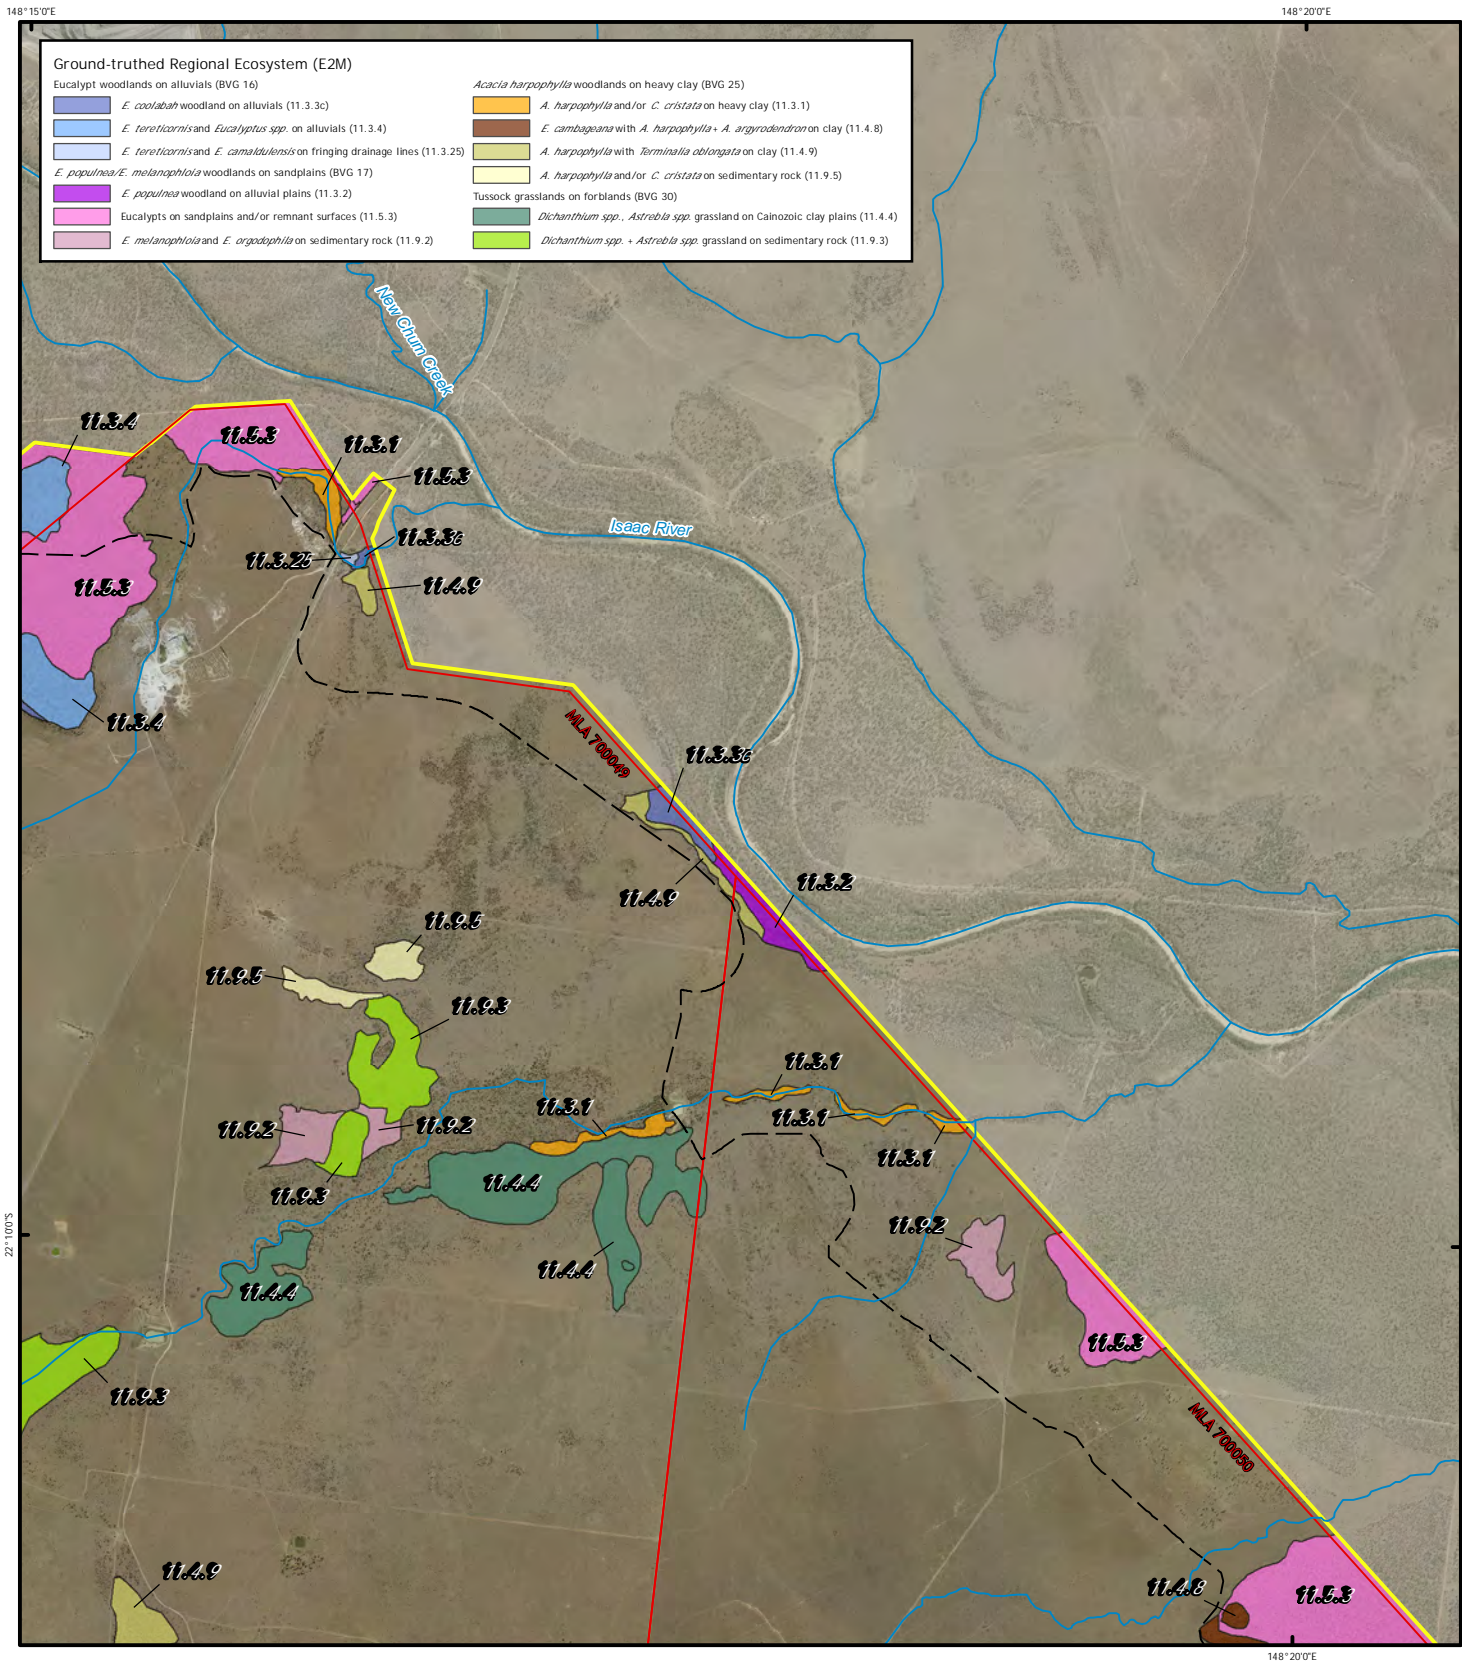 148°15'0"E
148°20'0"E
Ground-truthed Regional Ecosystem (E2M)
Eucalypt woodlands on alluvials (BVG 16)
E. coolabah woodland on alluvials (11.3.3c)
E. tereticornis and Eucalyptus spp. on alluvials (11.3.4)
E. tereticornis and E. camaldulensis on fringing drainage lines (11.3.25)
E. populnea/E. melanophloia woodlands on sandplains (BVG 17)
E. populnea woodland on alluvial plains (11.3.2)
Eucalypts on sandplains and/or remnant surfaces (11.5.3)
E. melanophloia and E. orgodophila on sedimentary rock (11.9.2)
Acacia harpophylla woodlands on heavy clay (BVG 25)
A. harpophylla and/or C. cristata on heavy clay (11.3.1)
E. cambageana with A. harpophylla + A. argyrodendron on clay (11.4.8)
A. harpophylla with Terminalia oblongata on clay (11.4.9)
A. harpophylla and/or C. cristata on sedimentary rock (11.9.5)
Tussock grasslands on forblands (BVG 30)
Dichanthium spp., Astrebla spp. grassland on Cainozoic clay plains (11.4.4)
Dichanthium spp. + Astrebla spp. grassland on sedimentary rock (11.9.3)
New Chum Creek
11.3.4
11.5.3
11.3.1
11.5.3
Isaac River
11.3.3c
11.3.25
11.5.3
11.4.9
11.3.4
MLA 700049
11.3.3c
11.3.2
11.4.9
11.9.5
11.9.5
11.9.3
11.3.1
11.3.1
11.3.1
11.9.2
11.9.2
11.3.1
11.4.4
11.9.3
11.9.2
22°10'0"S
11.4.4
11.4.4
11.5.3
11.9.3
MLA 700050
11.4.9
11.4.8
11.5.3
148°20'0"E